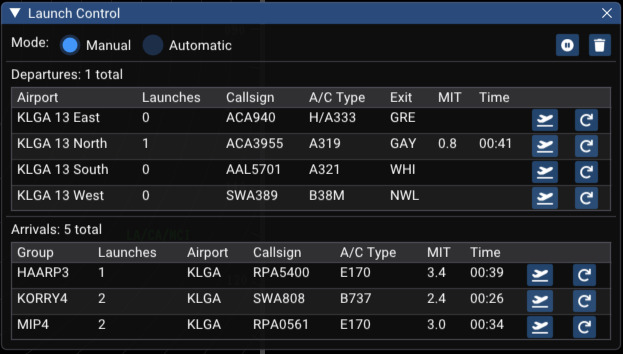 Launch Control
Mode: Manual Automatic
Departures: 1 total
Airport Launches Callsign A/C Type Exit MIT Time
KLGA 13 East 0 ACA940 H/A333 GRE
KLGA 13 North 1 ACA3955 A319 GAY 0.8 00:41
KLGA 13 South 0 AAL5701 A321 WHI
KLGA 13 West 0 SWA389 B38M NWL
Arrivals: 5 total
Group Launches Airport Callsign A/C Type MIT Time
HAARP3 1 KLGA RPA5400 E170 3.4 00:39
KORRY4 2 KLGA SWA808 B737 2.4 00:26
MIP4 2 KLGA RPA0561 E170 3.0 00:34